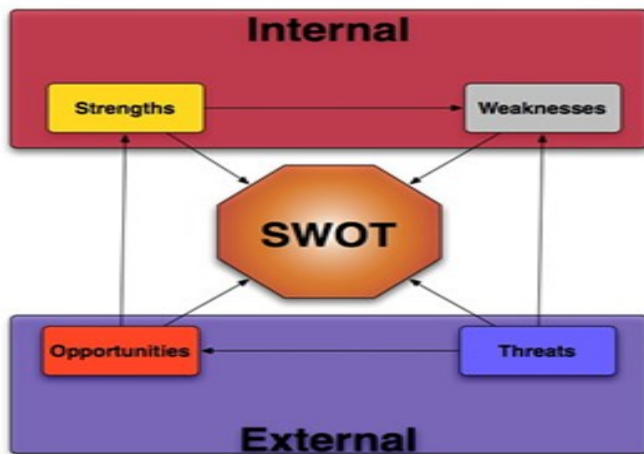 Internal
Strengths
Weaknesses
SWOT
Opportunities
Threats
External